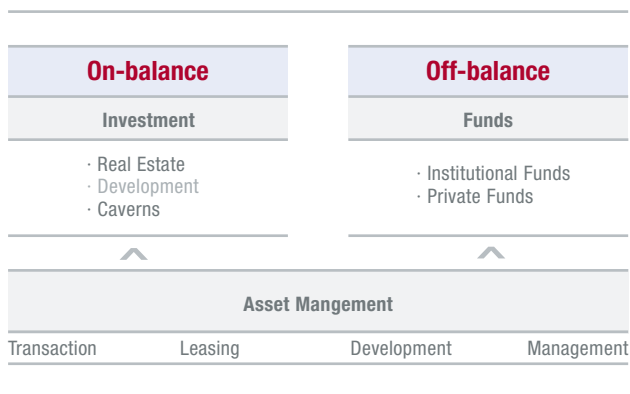 On-balance
Off-balance
Investment
Funds
· Real Estate
· Development
· Caverns
· Institutional Funds
· Private Funds
Asset Mangement
Transaction Leasing Development Management